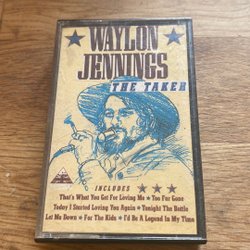 WAYLON
JENNINGS
THE TAKER
INCLUDES
That's What You Get For Loving Me ★ Too Far Gone
Today I Started Loving You Again ★ Tonight The Bottle
Let Me Down ★ For The Kids ★ I'd Be A Legend In My Time